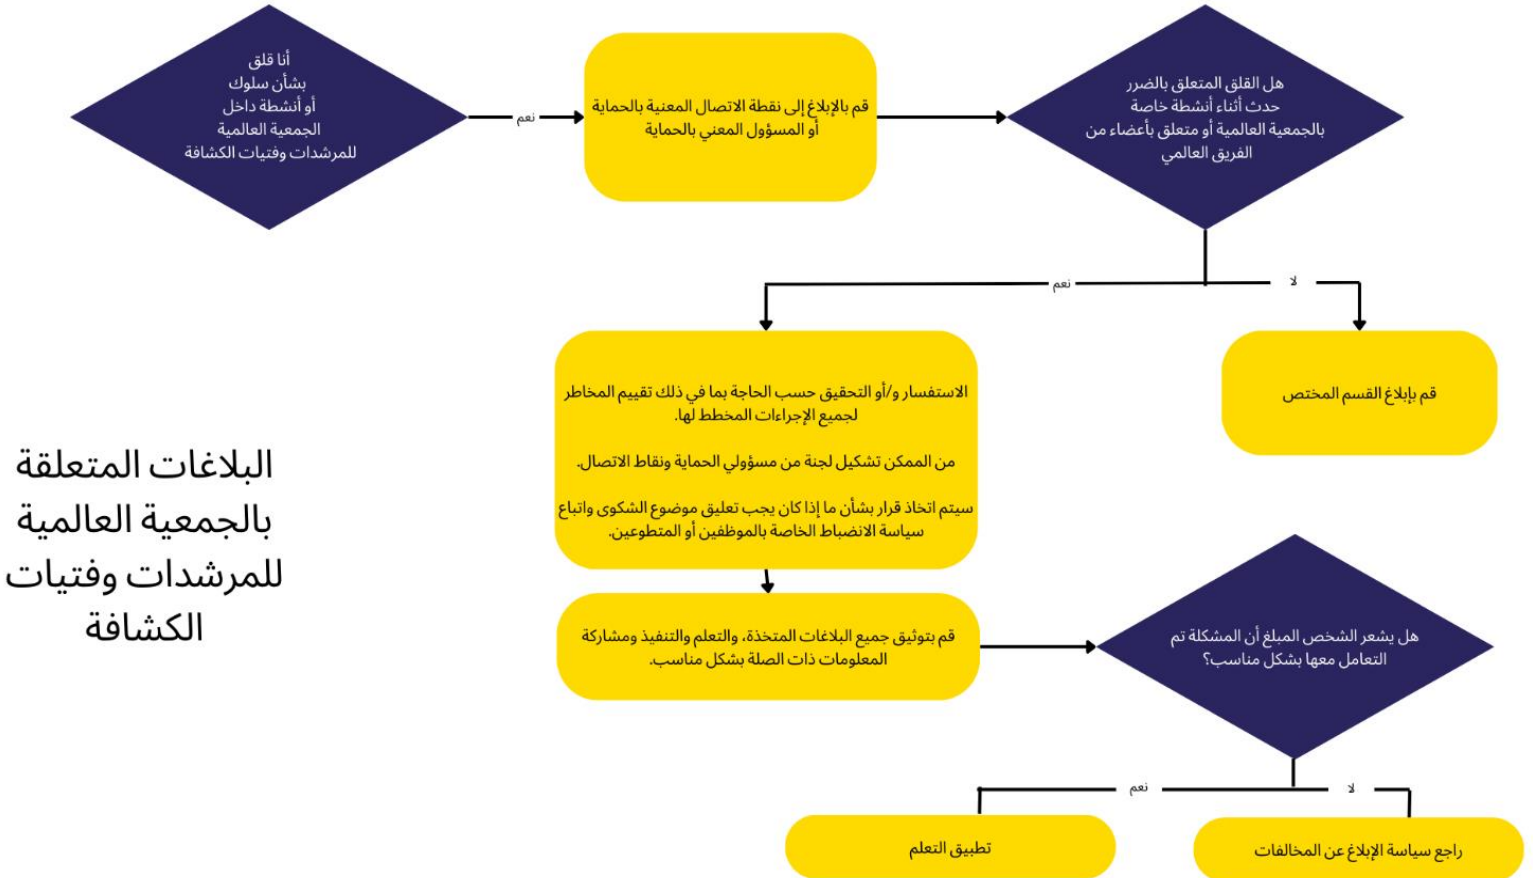 أنا قلق
بشأن سلوك
أو أنشطة داخل
الجمعية العالمية
للمرشدات وفتيات الكشافة
نعم
قم بالإبلاغ إلى نقطة الاتصال المعنية بالحماية
أو المسؤول المعني بالحماية
هل القلق المتعلق بالضرر
حدث أثناء أنشطة خاصة
بالجمعية العالمية أو متعلق بأعضاء من
الفريق العالمي
لا
نعم
قم بإبلاغ القسم المختص
الاستفسار و/أو التحقيق حسب الحاجة بما في ذلك تقييم المخاطر
لجميع الإجراءات المخطط لها.
من الممكن تشكيل لجنة من مسؤولي الحماية ونقاط الاتصال.
سيتم اتخاذ قرار بشأن ما إذا كان يجب تعليق موضوع الشكوى واتباع
سياسة الانضباط الخاصة بالموظفين أو المتطوعين.
البلاغات المتعلقة
بالجمعية العالمية
للمرشدات وفتيات
الكشافة
قم بتوثيق جميع البلاغات المتخذة، والتعلم والتنفيذ ومشاركة
المعلومات ذات الصلة بشكل مناسب.
هل يشعر الشخص المبلغ أن المشكلة تم
التعامل معها بشكل مناسب؟
لا
نعم
راجع سياسة الإبلاغ عن المخالفات
تطبيق التعلم